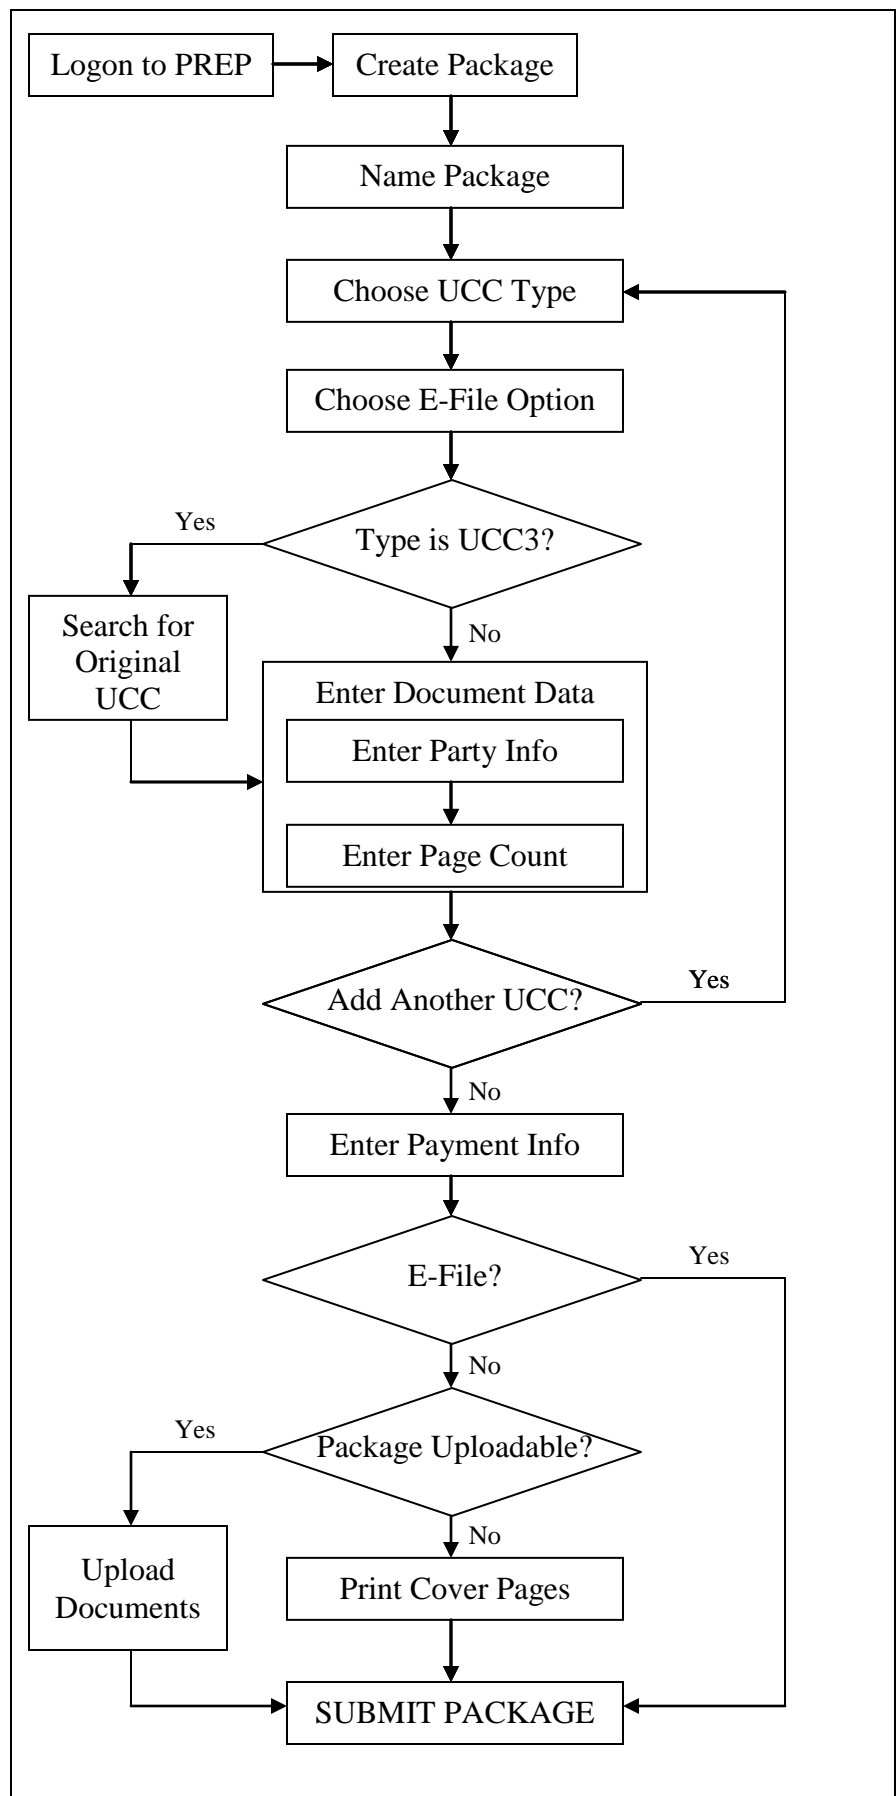 Logon to PREP
Create Package
Name Package
Choose UCC Type
Choose E-File Option
Yes
Type is UCC3?
Search for
Original
UCC
No
Enter Document Data
Enter Party Info
Enter Page Count
Add Another UCC?
Yes
No
Enter Payment Info
E-File?
Yes
No
Yes
Package Uploadable?
Upload
Documents
No
Print Cover Pages
SUBMIT PACKAGE